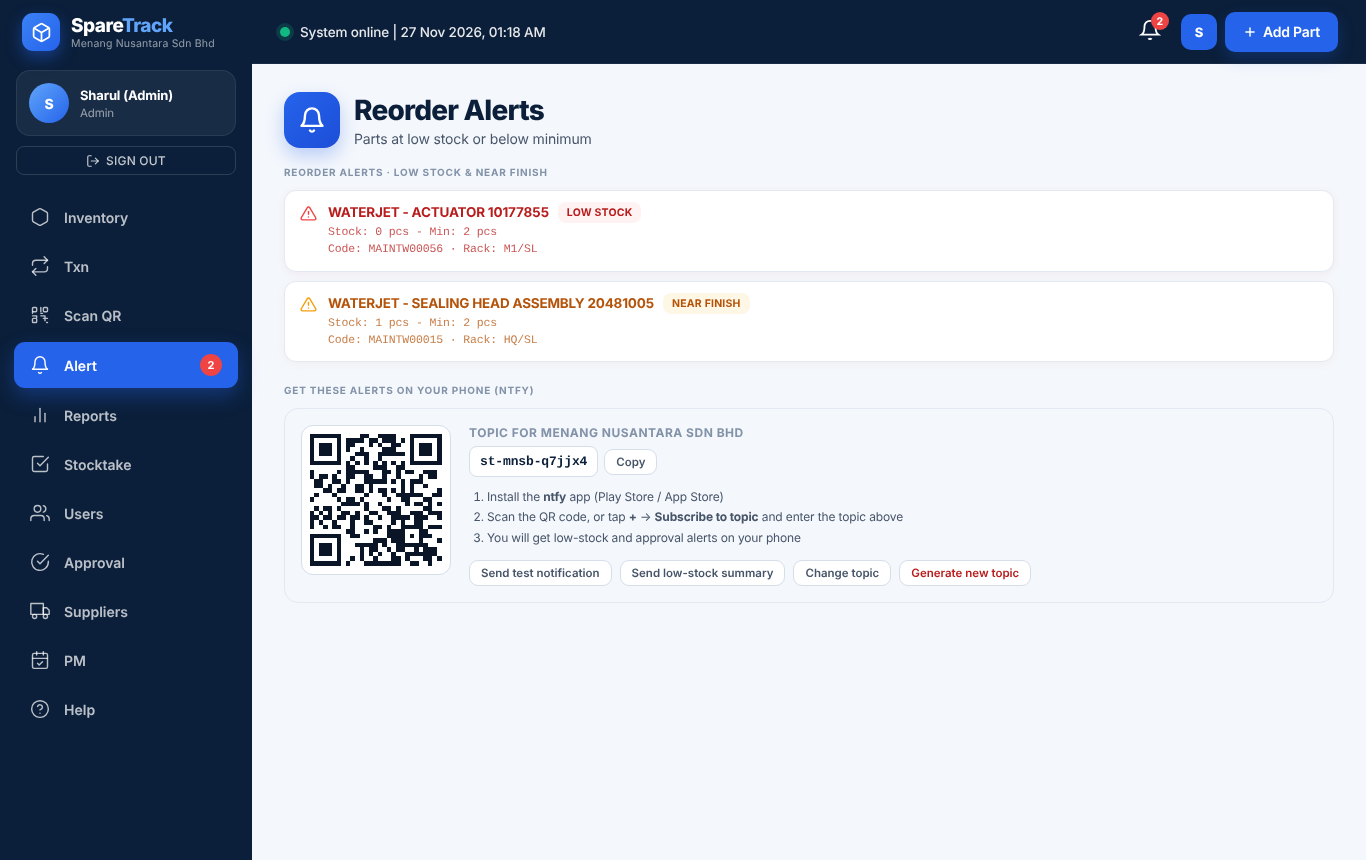 SpareTrack
Menang Nusantara Sdn Bhd
S
Sharul (Admin)
Admin
SIGN OUT
Inventory
Txn
Scan QR
Alert
2
Reports
Stocktake
Users
Approval
Suppliers
PM
Help
System online | 27 Nov 2026, 01:18 AM
2
S
+ Add Part
Reorder Alerts
Parts at low stock or below minimum
REORDER ALERTS · LOW STOCK & NEAR FINISH
WATERJET - ACTUATOR 10177855 LOW STOCK
Stock: 0 pcs - Min: 2 pcs
Code: MAINTW00056 · Rack: M1/SL
WATERJET - SEALING HEAD ASSEMBLY 20481005 NEAR FINISH
Stock: 1 pcs - Min: 2 pcs
Code: MAINTW00015 · Rack: HQ/SL
GET THESE ALERTS ON YOUR PHONE (NTFY)
TOPIC FOR MENANG NUSANTARA SDN BHD
st-mnsb-q7jjx4 Copy
1. Install the ntfy app (Play Store / App Store)
2. Scan the QR code, or tap + → Subscribe to topic and enter the topic above
3. You will get low-stock and approval alerts on your phone
Send test notification Send low-stock summary Change topic Generate new topic